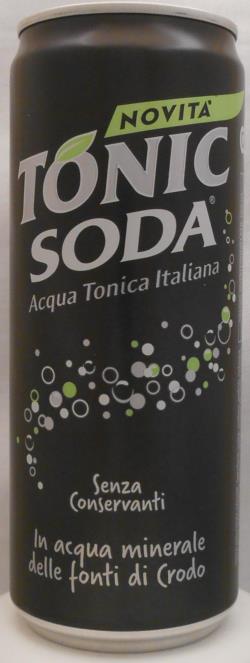 NOVITÀ
TONIC
SODA®
Acqua Tonica Italiana
Senza
Conservanti
In acqua minerale
delle fonti di Crodo